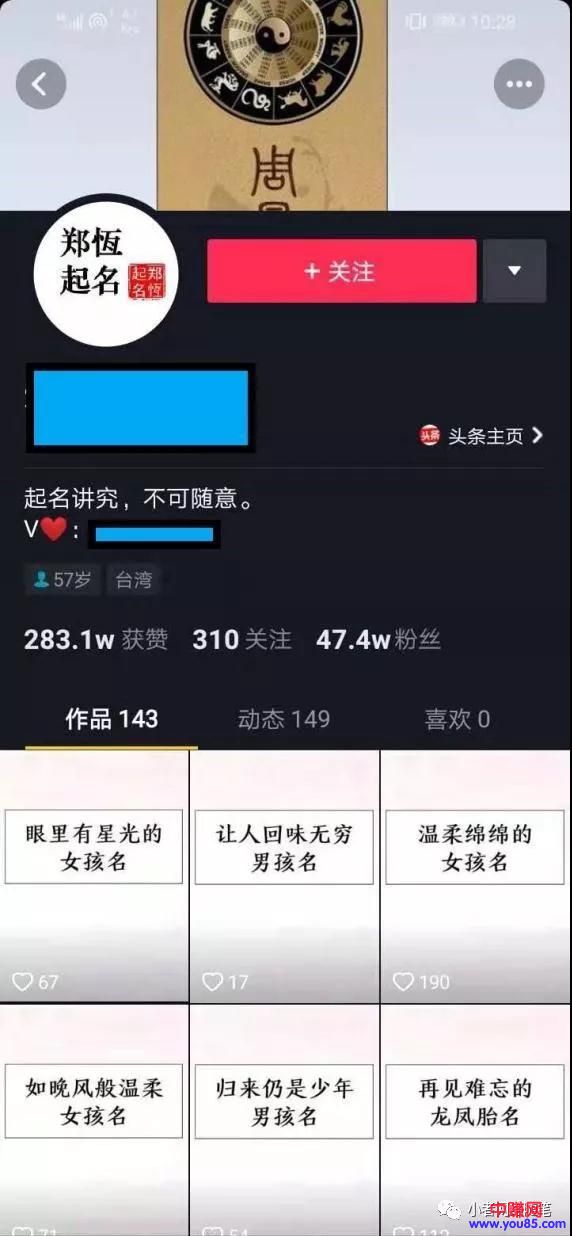 10:28
周
郑恆
起名
起郑
名恆
+ 关注
头条 头条主页
起名讲究，不可随意。
V❤️：
57岁 台湾
283.1w 获赞 310 关注 47.4w 粉丝
作品 143 动态 149 喜欢 0
眼里有星光的
女孩名
67
让人回味无穷
男孩名
17
温柔绵绵的
女孩名
190
如晚风般温柔
女孩名
71
归来仍是少年
男孩名
54
再见难忘的
龙凤胎名
112
中赚网
www.you85.com